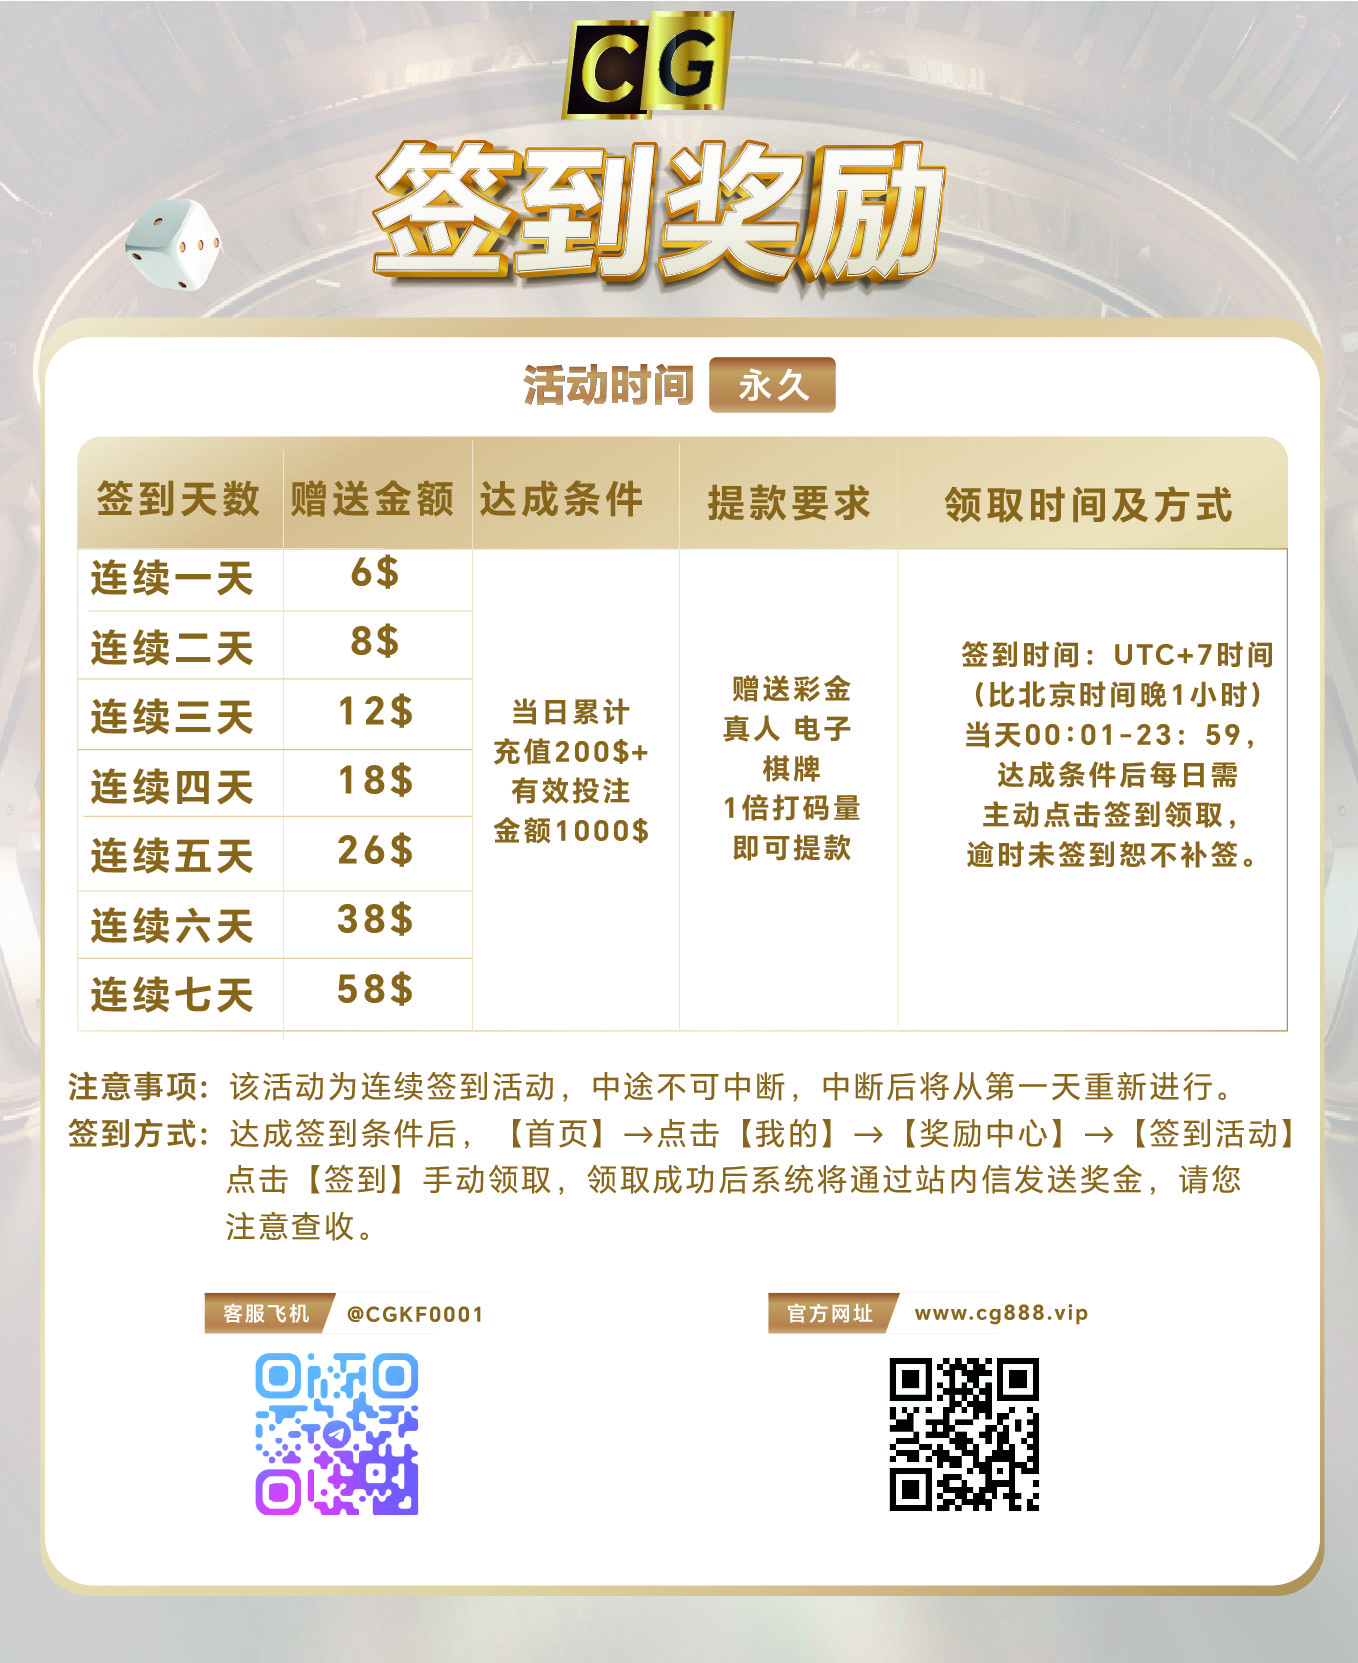 CG
签到奖励
活动时间 永久
签到天数 赠送金额 达成条件 提款要求 领取时间及方式
连续一天 6$
连续二天 8$
连续三天 12$
连续四天 18$
连续五天 26$
连续六天 38$
连续七天 58$
当日累计
充值200$+
有效投注
金额1000$
赠送彩金
真人 电子
棋牌
1倍打码量
即可提款
签到时间：UTC+7时间
（比北京时间晚1小时）
当天00：01-23：59，
达成条件后每日需
主动点击签到领取，
逾时未签到恕不补签。
注意事项：该活动为连续签到活动，中途不可中断，中断后将从第一天重新进行。
签到方式：达成签到条件后，【首页】→点击【我的】→【奖励中心】→【签到活动】
点击【签到】手动领取，领取成功后系统将通过站内信发送奖金，请您
注意查收。
客服飞机 @CGKF0001
官方网址 www.cg888.vip